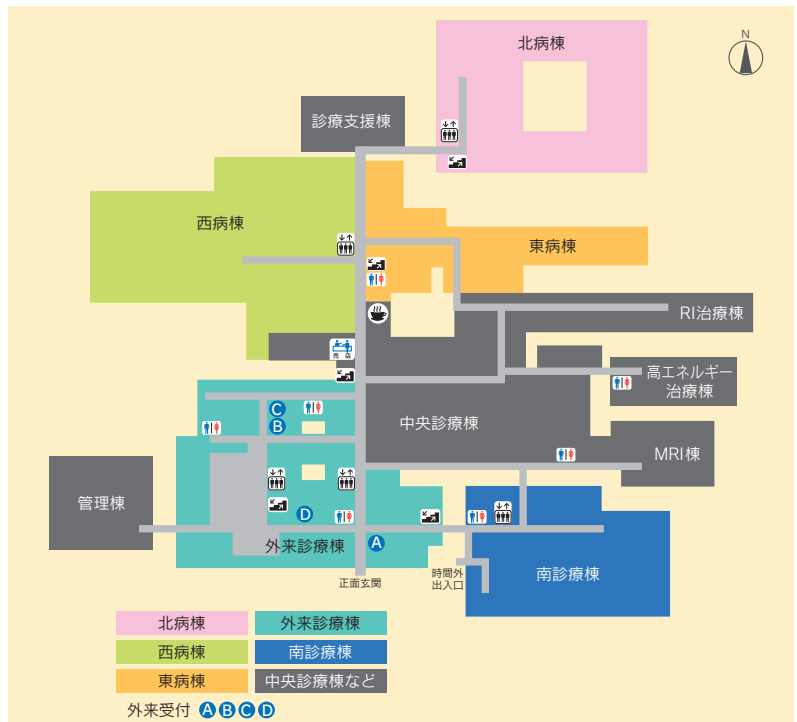 北病棟
N
診療支援棟
西病棟
東病棟
RI治療棟
売店
高エネルギー
治療棟
C
B
中央診療棟
MRI棟
管理棟
D
外来診療棟
A
正面玄関
時間外
出入口
南診療棟
北病棟
外来診療棟
西病棟
南診療棟
東病棟
中央診療棟など
外来受付 A B C D